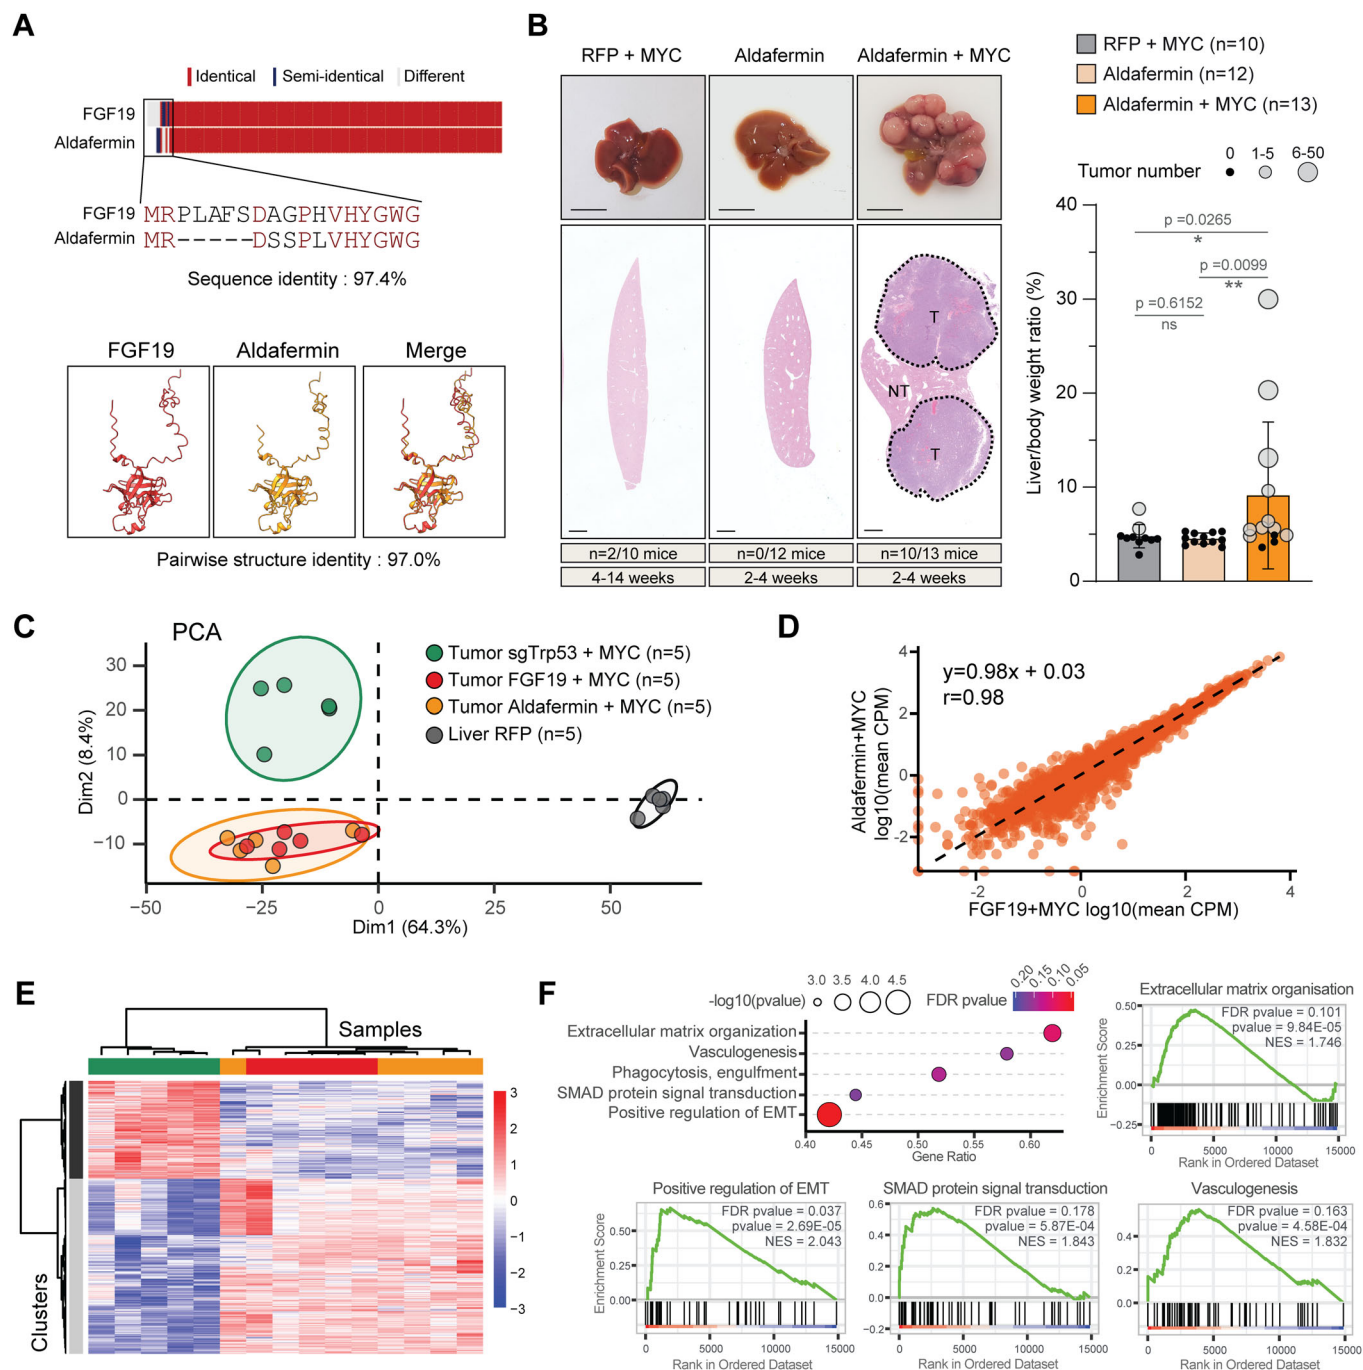 A
Identical
Semi-identical
Different
FGF19
Aldafermin
FGF19 MRPLAFSDAGPHVHYGWG
Aldafermin MR-----DSSPLVHYGWG
Sequence identity : 97.4%
FGF19
Aldafermin
Merge
Pairwise structure identity : 97.0%
B
RFP + MYC
Aldafermin
Aldafermin + MYC
T
NT
T
n=2/10 mice
n=0/12 mice
n=10/13 mice
4-14 weeks
2-4 weeks
2-4 weeks
RFP + MYC (n=10)
Aldafermin (n=12)
Aldafermin + MYC (n=13)
Tumor number
0
1-5
6-50
Liver/body weight ratio (%)
40
30
20
10
0
p =0.0265
*
p =0.0099
**
p =0.6152
ns
C
PCA
Tumor sgTrp53 + MYC (n=5)
Tumor FGF19 + MYC (n=5)
Tumor Aldafermin + MYC (n=5)
Liver RFP (n=5)
Dim2 (8.4%)
30
20
10
0
−10
−50
−25
0
25
50
Dim1 (64.3%)
D
y=0.98x + 0.03
r=0.98
Aldafermin+MYC
log10(mean CPM)
4
2
0
-2
-2
0
2
4
FGF19+MYC log10(mean CPM)
E
Samples
Clusters
3
2
1
0
−1
−2
−3
F
-log10(pvalue)
3.0
3.5
4.0
4.5
FDR pvalue
0.20
0.15
0.10
0.05
Extracellular matrix organization
Vasculogenesis
Phagocytosis, engulfment
SMAD protein signal transduction
Positive regulation of EMT
0.40
0.45
0.50
0.55
0.60
Gene Ratio
Extracellular matrix organisation
FDR pvalue = 0.101
pvalue = 9.84E-05
NES = 1.746
Enrichment Score
0.50
0.25
0.00
−0.25
0
5000
10000
15000
Rank in Ordered Dataset
Positive regulation of EMT
FDR pvalue = 0.037
pvalue = 2.69E-05
NES = 2.043
Enrichment Score
0.50
0.25
0.00
0
5000
10000
15000
Rank in Ordered Dataset
SMAD protein signal transduction
FDR pvalue = 0.178
pvalue = 5.87E-04
NES = 1.843
0.6
0.4
0.2
0.0
−0.2
0
5000
10000
15000
Rank in Ordered Dataset
Vasculogenesis
FDR pvalue = 0.163
pvalue = 4.58E-04
NES = 1.832
0.4
0.2
0.0
0
5000
10000
15000
Rank in Ordered Dataset